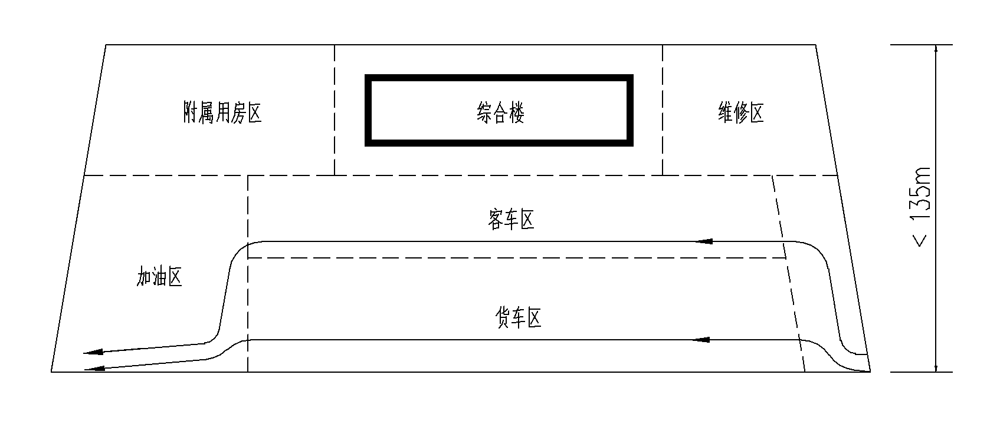 附属用房区
综合楼
维修区
客车区
加油区
货车区
< 135m